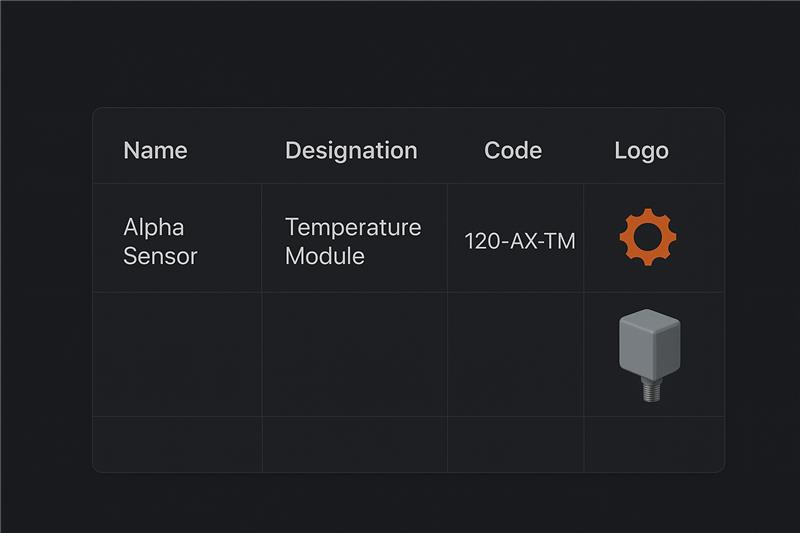 Name Designation Code Logo
Alpha
Sensor
Temperature
Module
120-AX-TM